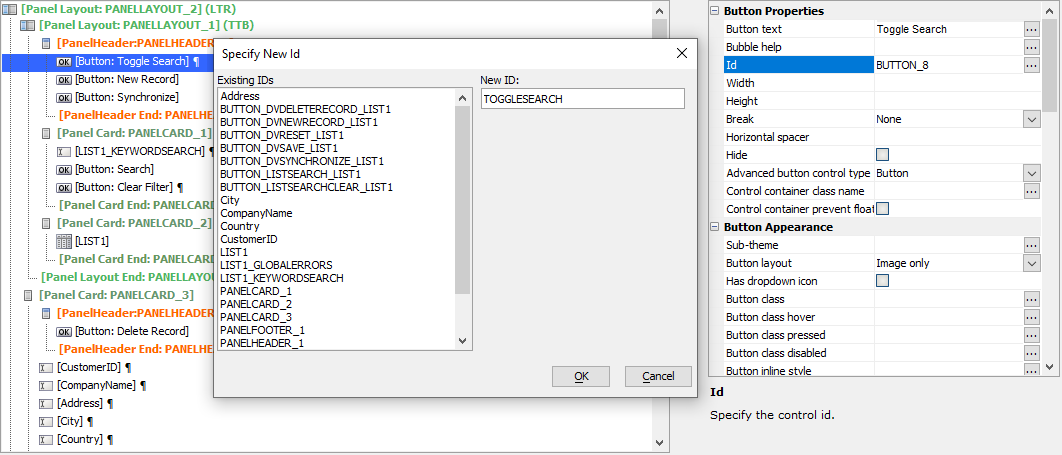 [Panel Layout: PANELLAYOUT_2] (LTR)
[Panel Layout: PANELLAYOUT_1] (TTB)
[PanelHeader:PANELHEADER
OK [Button: Toggle Search] ¶
OK [Button: New Record]
OK [Button: Synchronize]
[PanelHeader End: PANELHE
[Panel Card: PANELCARD_1]
[LIST1_KEYWORDSEARCH] ¶
OK [Button: Search]
OK [Button: Clear Filter] ¶
[Panel Card End: PANELCARD
[Panel Card: PANELCARD_2]
[LIST1]
[Panel Card End: PANELCARD
[Panel Layout End: PANELLAYOU
[Panel Card: PANELCARD_3]
[PanelHeader:PANELHEADER
OK [Button: Delete Record]
[PanelHeader End: PANELHE
[CustomerID] ¶
[CompanyName] ¶
[Address] ¶
[City] ¶
[Country] ¶
Specify New Id
Existing IDs
Address
BUTTON_DVDELETERECORD_LIST1
BUTTON_DVNEWRECORD_LIST1
BUTTON_DVRESET_LIST1
BUTTON_DVSAVE_LIST1
BUTTON_DVSYNCHRONIZE_LIST1
BUTTON_LISTSEARCH_LIST1
BUTTON_LISTSEARCHCLEAR_LIST1
City
CompanyName
Country
CustomerID
LIST1
LIST1_GLOBALERRORS
LIST1_KEYWORDSEARCH
PANELCARD_1
PANELCARD_2
PANELCARD_3
PANELFOOTER_1
PANELHEADER_1
New ID:
TOGGLESEARCH
OK
Cancel
Button Properties
Button text Toggle Search ...
Bubble help ...
Id BUTTON_8 ...
Width
Height
Break None
Horizontal spacer
Hide
Advanced button control type Button
Control container class name ...
Control container prevent float
Button Appearance
Sub-theme ...
Button layout Image only
Has dropdown icon
Button class ...
Button class hover ...
Button class pressed ...
Button class disabled ...
Button inline style ...
Id
Specify the control id.